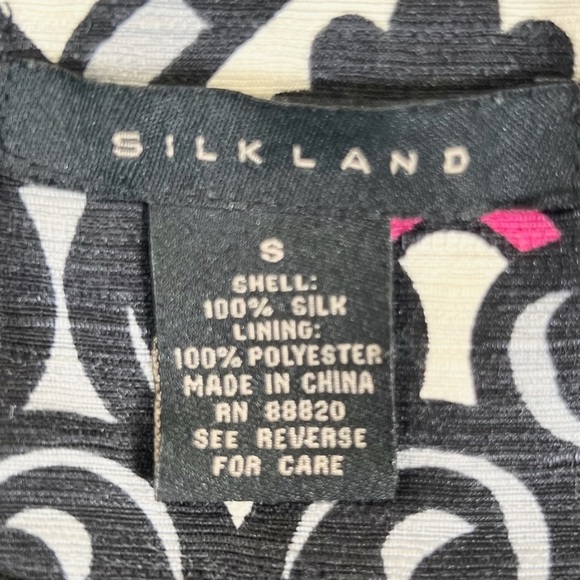 SILKLAND
S
SHELL:
100% SILK
LINING:
100% POLYESTER
MADE IN CHINA
RN 88820
SEE REVERSE
FOR CARE